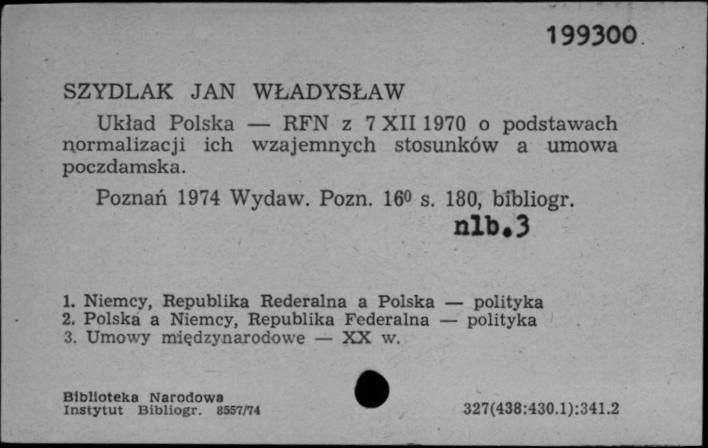 199300
SZYDLAK JAN WŁADYSŁAW
Układ Polska — RFN z 7 XII 1970 o podstawach
normalizacji ich wzajemnych stosunków a umowa
poczdamska.
Poznań 1974 Wydaw. Pozn. 16⁰ s. 180, bibliogr.
nlb.3
1. Niemcy, Republika Rederalna a Polska — polityka
2. Polska a Niemcy, Republika Federalna — polityka
3. Umowy międzynarodowe — XX w.
Biblioteka Narodowa
Instytut Bibliogr. 8557/74
327(438:430.1):341.2